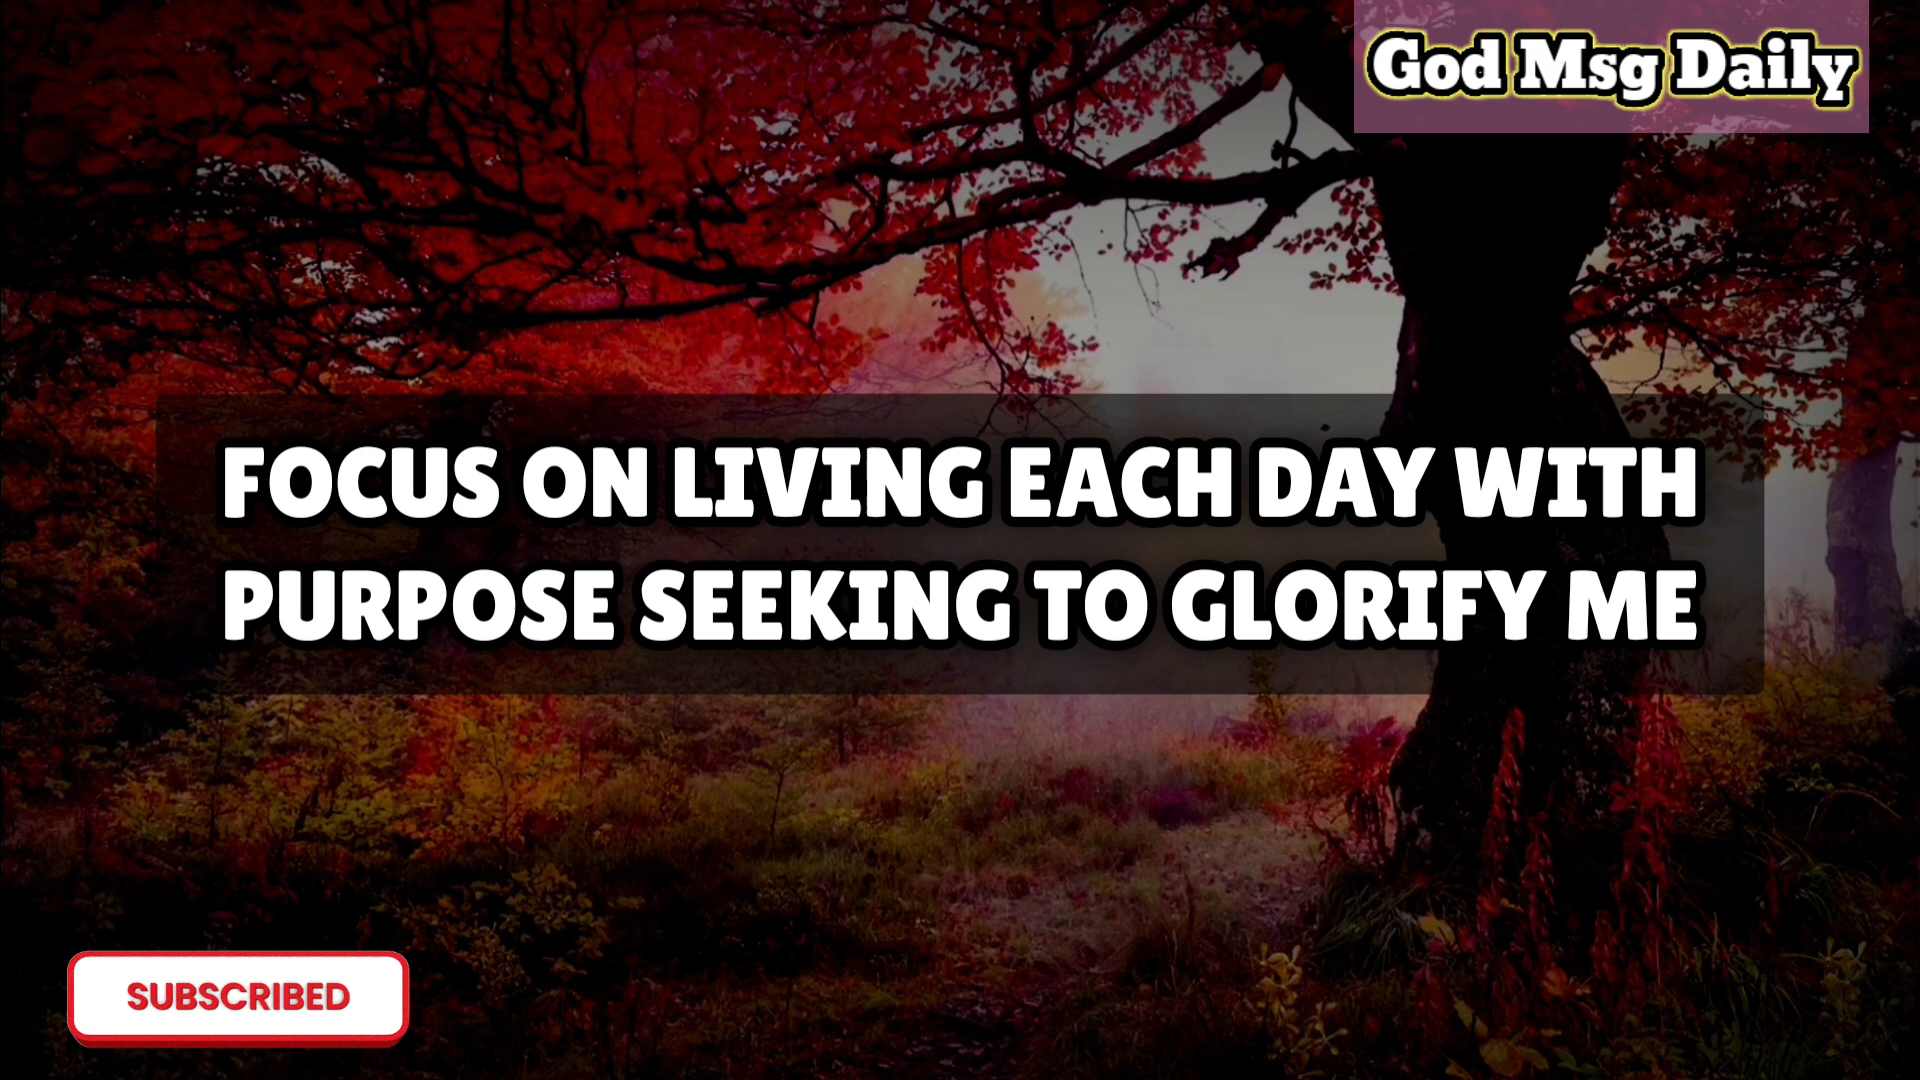 God Msg Daily
FOCUS ON LIVING EACH DAY WITH
PURPOSE SEEKING TO GLORIFY ME
SUBSCRIBED